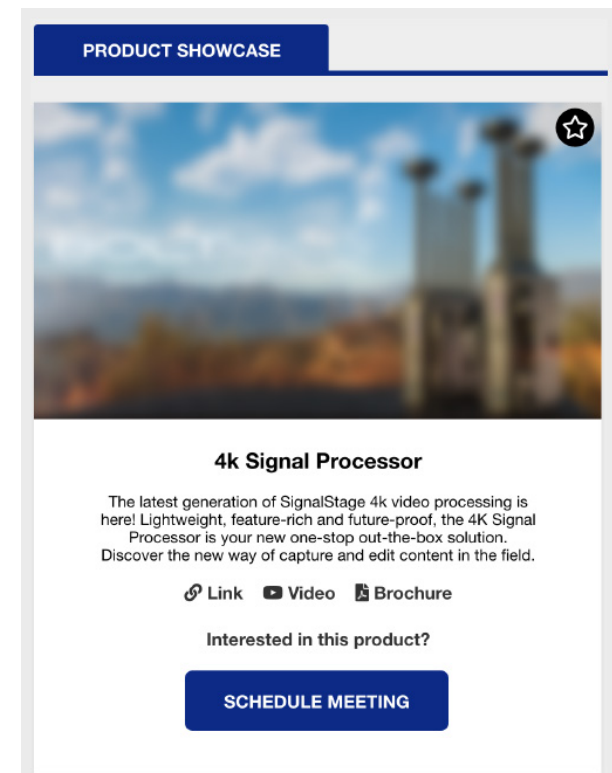 PRODUCT SHOWCASE
4k Signal Processor
The latest generation of SignalStage 4k video processing is
here! Lightweight, feature-rich and future-proof, the 4K Signal
Processor is your new one-stop out-the-box solution.
Discover the new way of capture and edit content in the field.
Link Video Brochure
Interested in this product?
SCHEDULE MEETING